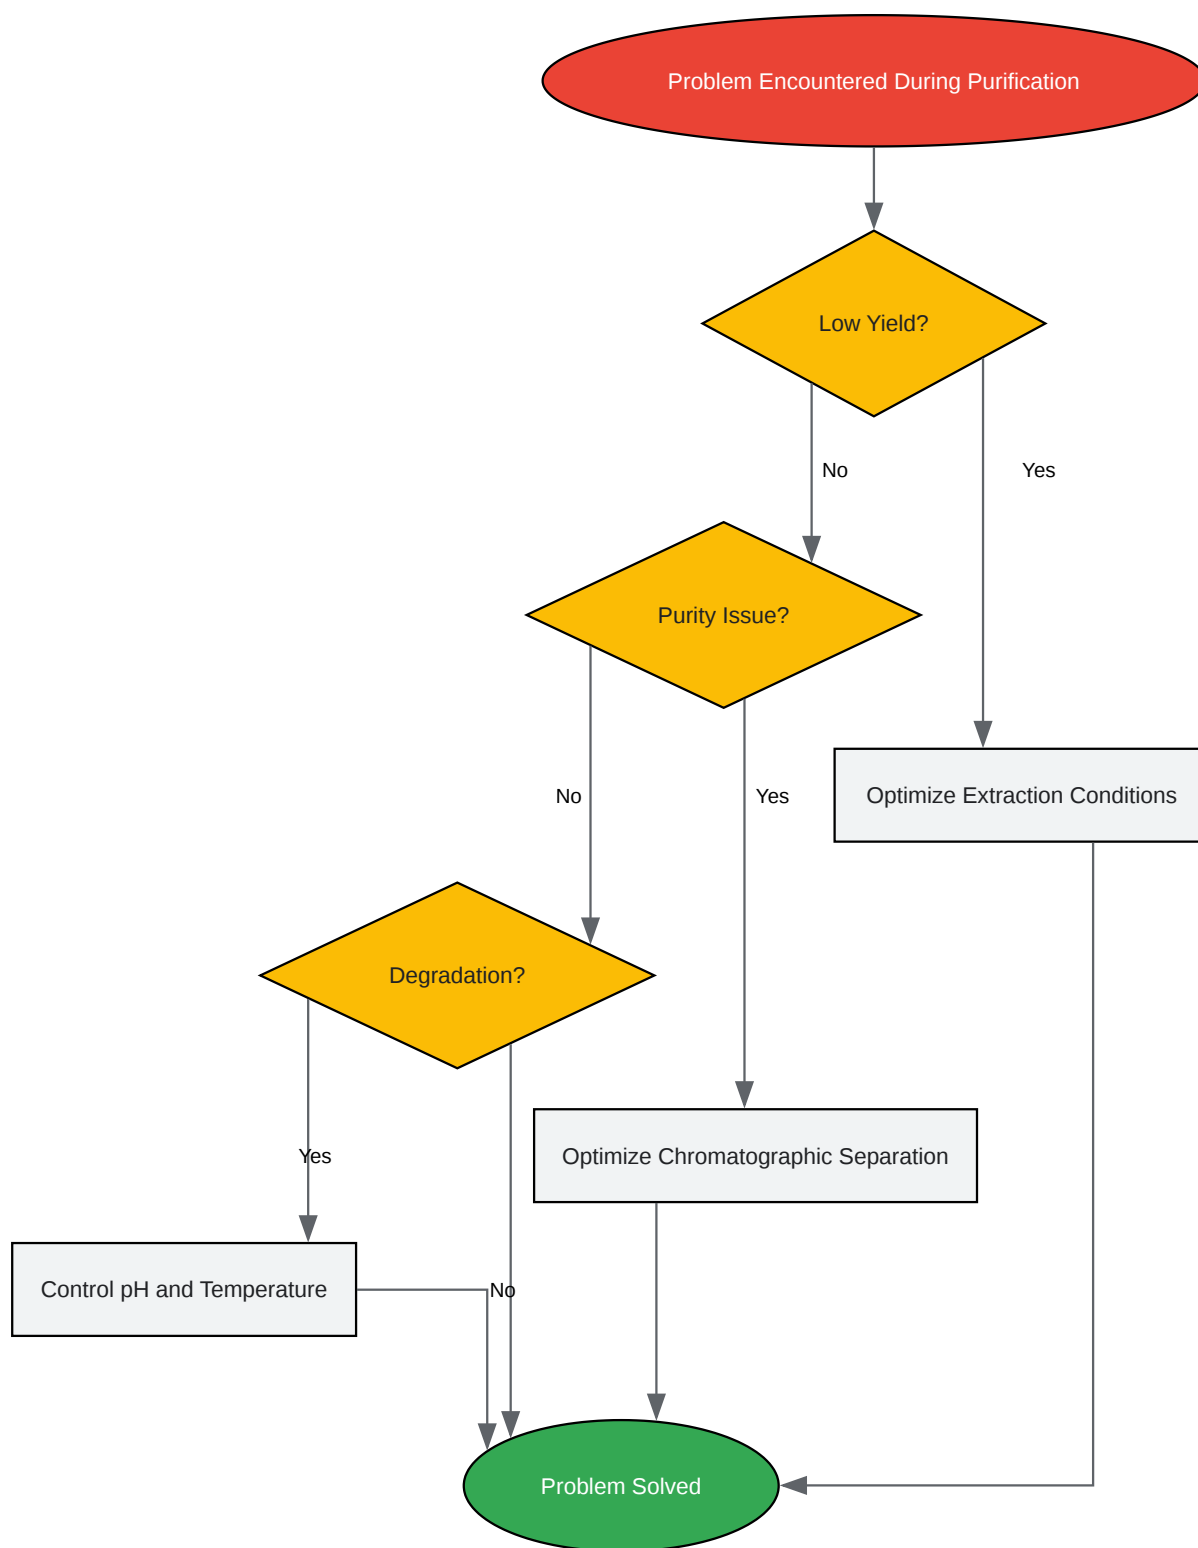 Problem Encountered During Purification
Low Yield?
No
Yes
Purity Issue?
No
Yes
Optimize Extraction Conditions
Degradation?
Yes
Optimize Chromatographic Separation
Control pH and Temperature
No
Problem Solved